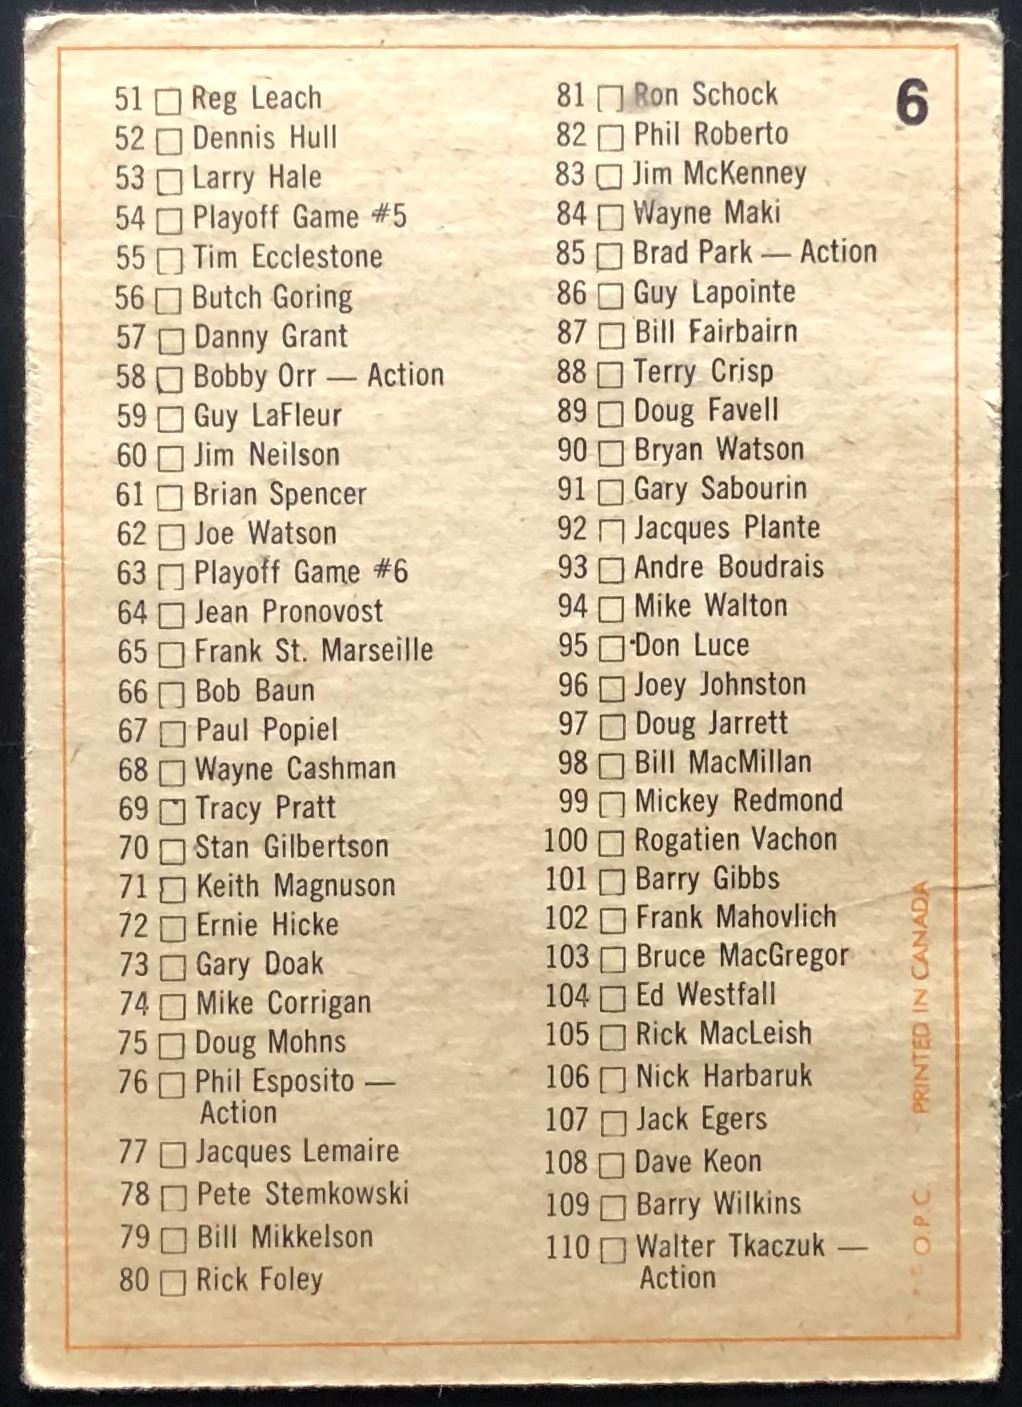 6
51 Reg Leach
52 Dennis Hull
53 Larry Hale
54 Playoff Game #5
55 Tim Ecclestone
56 Butch Goring
57 Danny Grant
58 Bobby Orr — Action
59 Guy LaFleur
60 Jim Neilson
61 Brian Spencer
62 Joe Watson
63 Playoff Game #6
64 Jean Pronovost
65 Frank St. Marseille
66 Bob Baun
67 Paul Popiel
68 Wayne Cashman
69 Tracy Pratt
70 Stan Gilbertson
71 Keith Magnuson
72 Ernie Hicke
73 Gary Doak
74 Mike Corrigan
75 Doug Mohns
76 Phil Esposito —
Action
77 Jacques Lemaire
78 Pete Stemkowski
79 Bill Mikkelson
80 Rick Foley
81 Ron Schock
82 Phil Roberto
83 Jim McKenney
84 Wayne Maki
85 Brad Park — Action
86 Guy Lapointe
87 Bill Fairbairn
88 Terry Crisp
89 Doug Favell
90 Bryan Watson
91 Gary Sabourin
92 Jacques Plante
93 Andre Boudrais
94 Mike Walton
95 Don Luce
96 Joey Johnston
97 Doug Jarrett
98 Bill MacMillan
99 Mickey Redmond
100 Rogatien Vachon
101 Barry Gibbs
102 Frank Mahovlich
103 Bruce MacGregor
104 Ed Westfall
105 Rick MacLeish
106 Nick Harbaruk
107 Jack Egers
108 Dave Keon
109 Barry Wilkins
110 Walter Tkaczuk —
Action
O.P.C. PRINTED IN CANADA